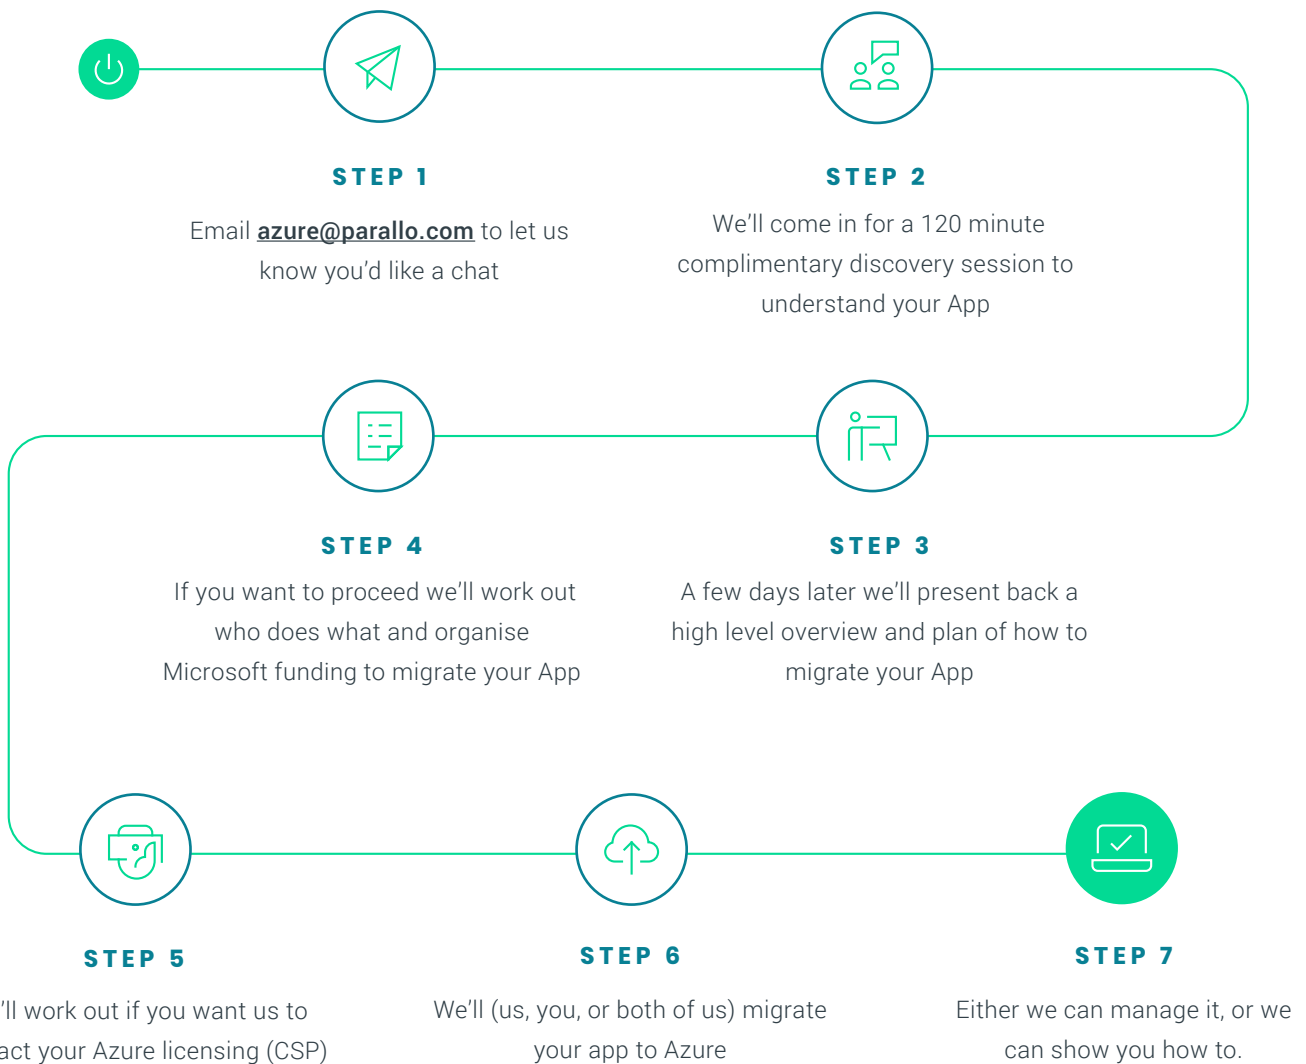 STEP 1
Email azure@parallo.com to let us
know you'd like a chat
STEP 2
We'll come in for a 120 minute
complimentary discovery session to
understand your App
STEP 3
A few days later we'll present back a
high level overview and plan of how to
migrate your App
STEP 4
If you want to proceed we'll work out
who does what and organise
Microsoft funding to migrate your App
STEP 5
'll work out if you want us to
act your Azure licensing (CSP)
STEP 6
We'll (us, you, or both of us) migrate
your app to Azure
STEP 7
Either we can manage it, or we
can show you how to.